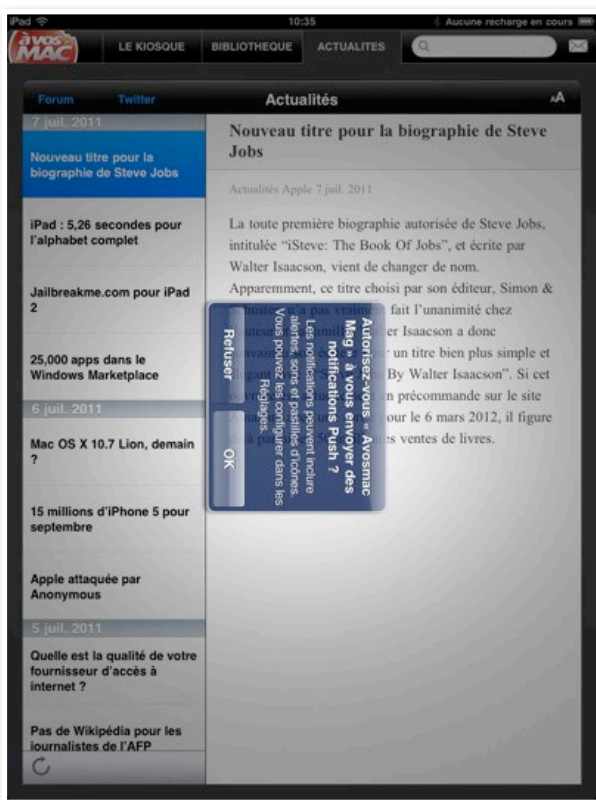 iPad 10:35 Aucune recharge en cours
àvos MAC LE KIOSQUE BIBLIOTHEQUE ACTUALITES
Forum Twitter Actualités AA
7 juil. 2011
Nouveau titre pour la
biographie de Steve Jobs
iPad : 5,26 secondes pour
l'alphabet complet
Jailbreakme.com pour iPad
2
25,000 apps dans le
Windows Marketplace
6 juil. 2011
Mac OS X 10.7 Lion, demain
?
15 millions d'iPhone 5 pour
septembre
Apple attaquée par
Anonymous
5 juil. 2011
Quelle est la qualité de votre
fournisseur d'accès à
internet ?
Pas de Wikipédia pour les
journalistes de l'AFP
Nouveau titre pour la biographie de Steve
Jobs
Actualités Apple 7 juil. 2011
La toute première biographie autorisée de Steve Jobs,
intitulée “iSteve: The Book Of Jobs”, et écrite par
Walter Isaacson, vient de changer de nom.
Apparemment, ce titre choisi par son éditeur, Simon &
fait l’unanimité chez
er Isaacson a donc
un titre bien plus simple et
By Walter Isaacson”. Si cet
n précommande sur le site
our le 6 mars 2012, il figure
es ventes de livres.
Autorisez-vous « Avosmac
Mag » à vous envoyer des
notifications Push ?
Les notifications peuvent inclure
alertes, sons et pastilles d’icônes.
Vous pouvez les configurer dans les
Réglages.
Refuser OK